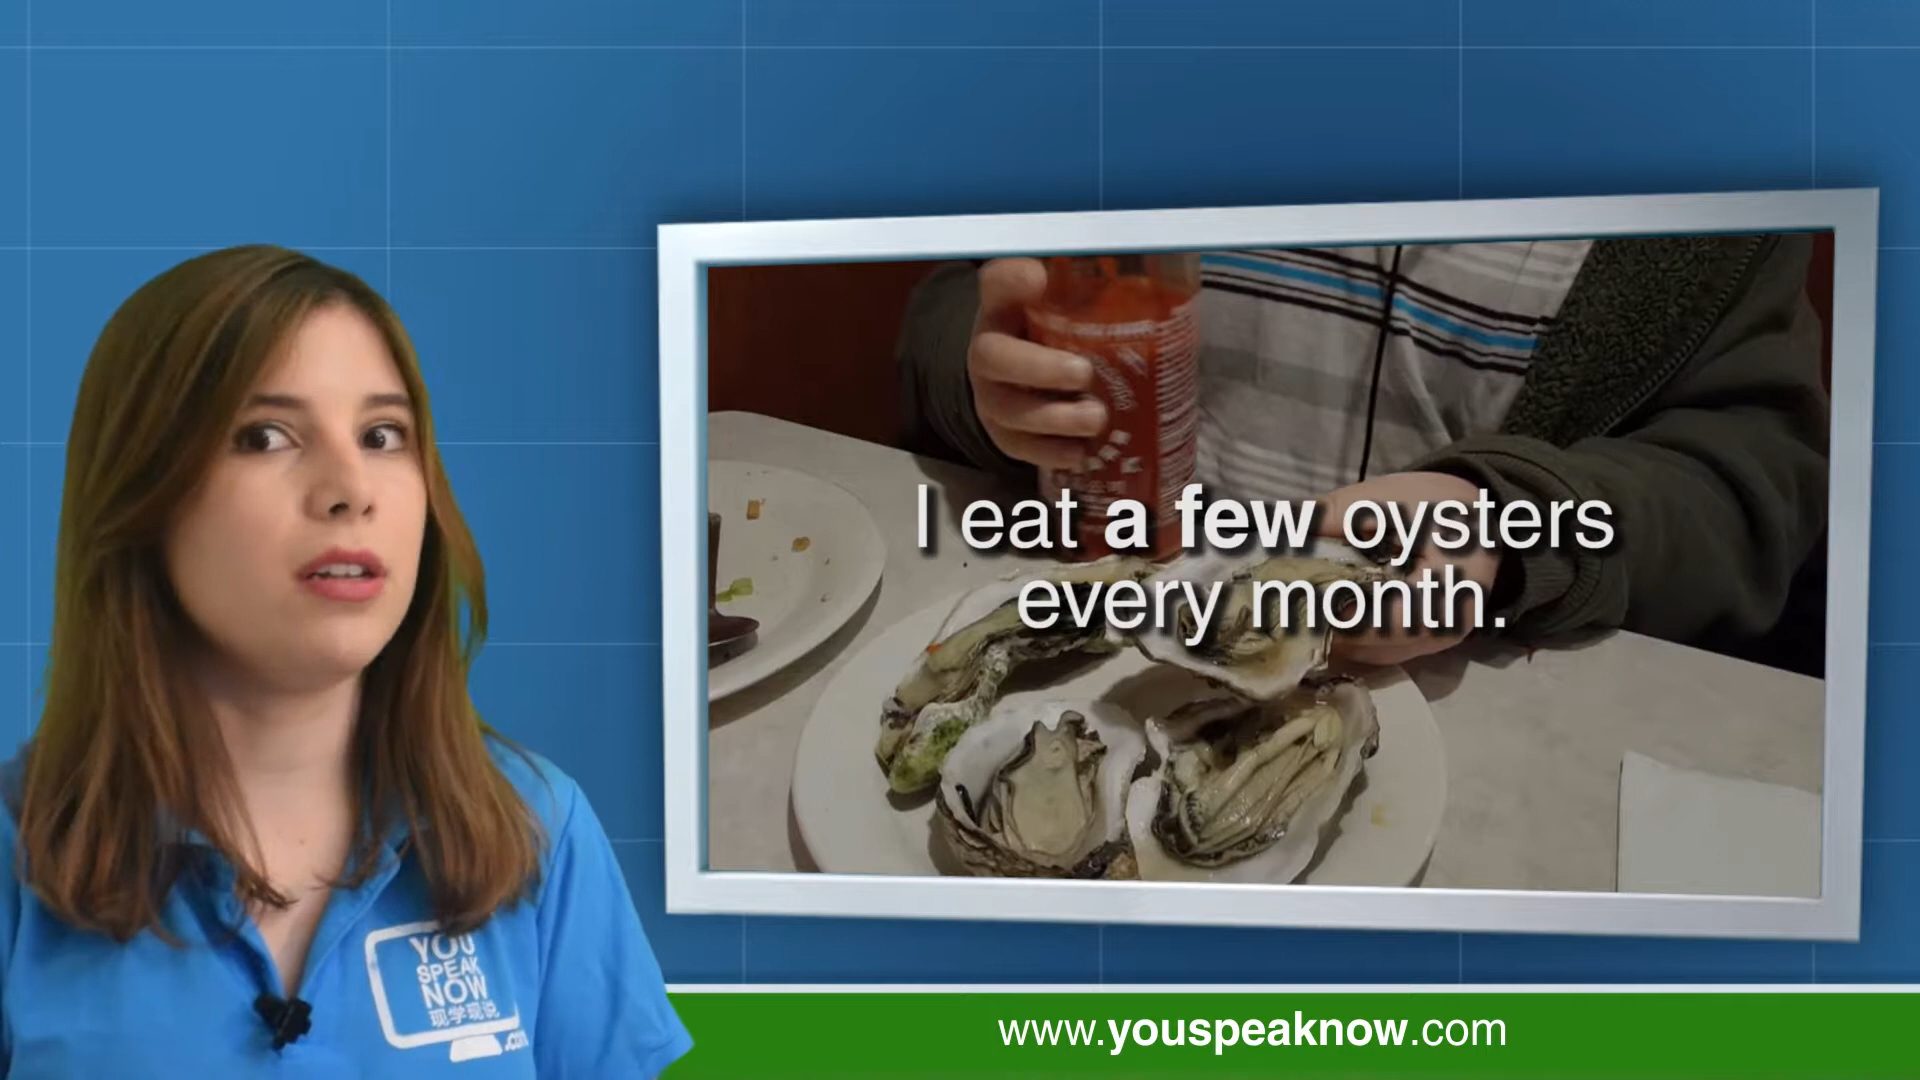 I eat a few oysters
every month.
YOU
SPEAK
NOW
现学现说
.com
www.youspeaknow.com